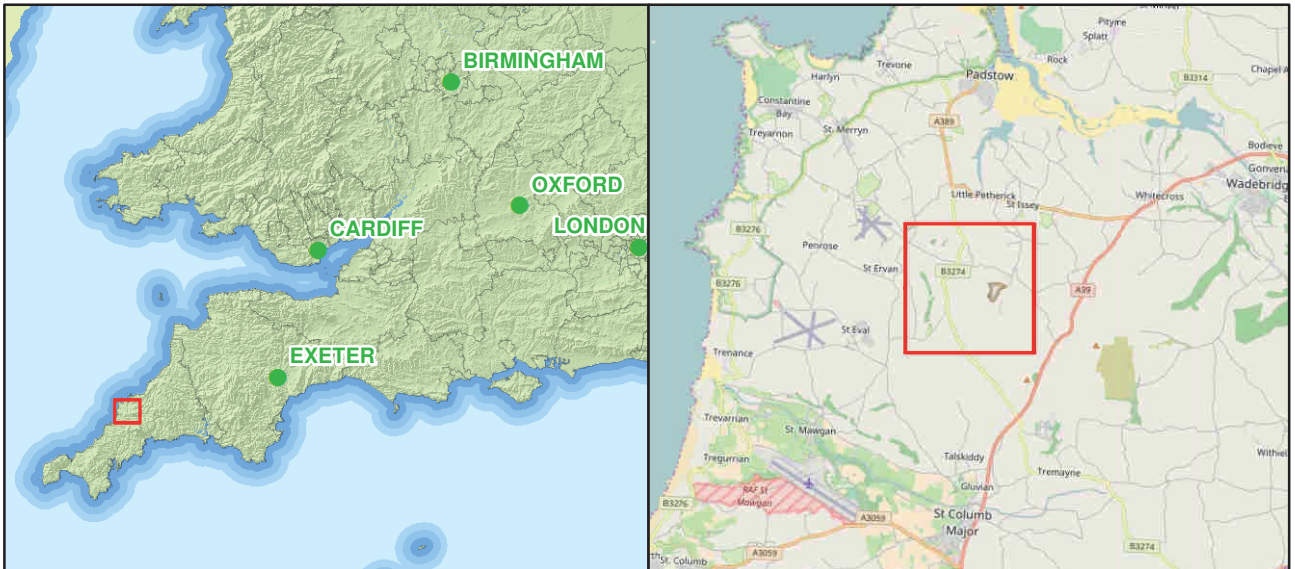 BIRMINGHAM
OXFORD
CARDIFF
LONDON
EXETER
Pityme
Splatt
Rock
Trevone
Harlyn
Padstow
Chapel A
B3314
Constantine
Bay
Treyarnon
St. Merryn
A389
Bodieve
Gonvena
Wadebridg
Little Petherick
Whitecross
St Issey
B3276
Penrose
St Ervan
B3274
A39
St Eval
Trenance
Trevarrian
St. Mawgan
Tregurrian
Talskiddy
Withiel
Tremayne
Gluvian
RAF St
Mawgan
B3276
A3059
St Columb
Major
B3274
A3059
St. Columb